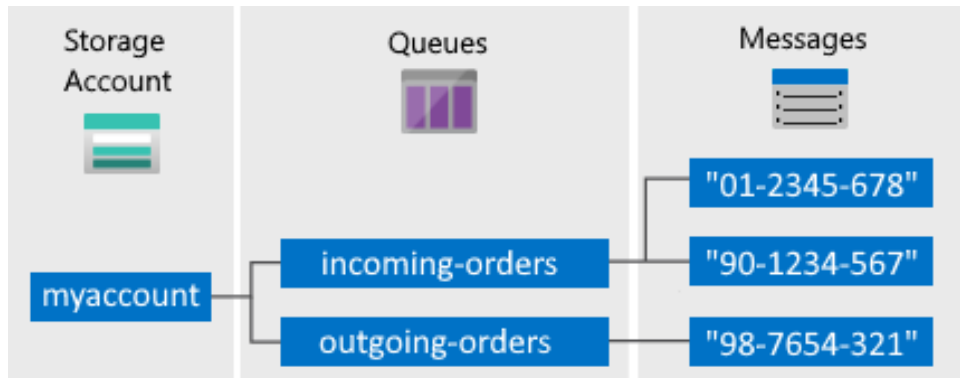 Storage
Account
Queues
Messages
myaccount
incoming-orders
outgoing-orders
"01-2345-678"
"90-1234-567"
"98-7654-321"